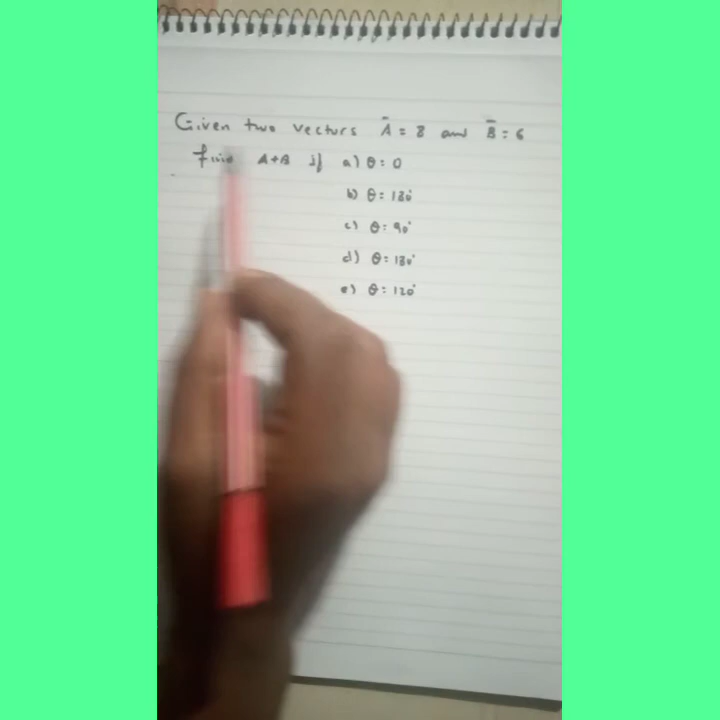 Given two vectors A̅ = 8 and B̅ = 6
find A+B if a) θ = 0
b) θ = 180°
c) θ = 90°
d) θ = 180°
e) θ = 120°